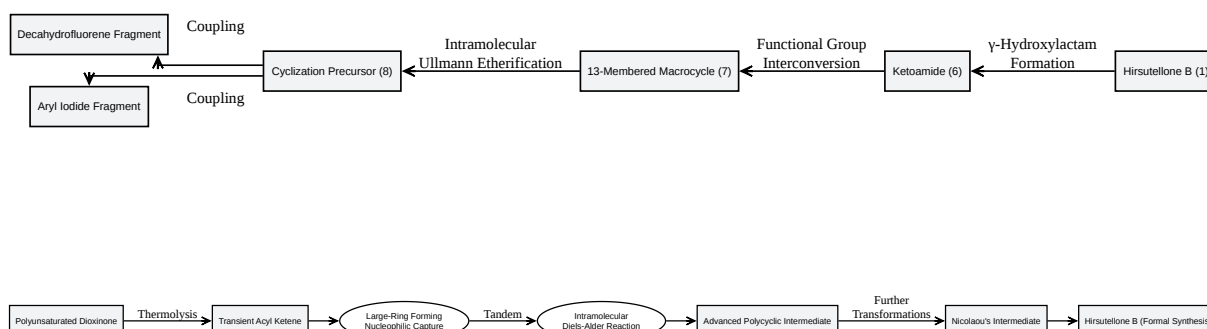 Decahydrofluorene Fragment
Coupling
Intramolecular
Ullmann Etherification
Functional Group
Interconversion
γ-Hydroxylactam
Formation
Cyclization Precursor (8)
13-Membered Macrocycle (7)
Ketoamide (6)
Hirsutellone B (1)
Aryl Iodide Fragment
Coupling
Polyunsaturated Dioxinone
Thermolysis
Transient Acyl Ketene
Large-Ring Forming
Nucleophilic Capture
Tandem
Intramolecular
Diels-Alder Reaction
Advanced Polycyclic Intermediate
Further
Transformations
Nicolaou's Intermediate
Hirsutellone B (Formal Synthesis